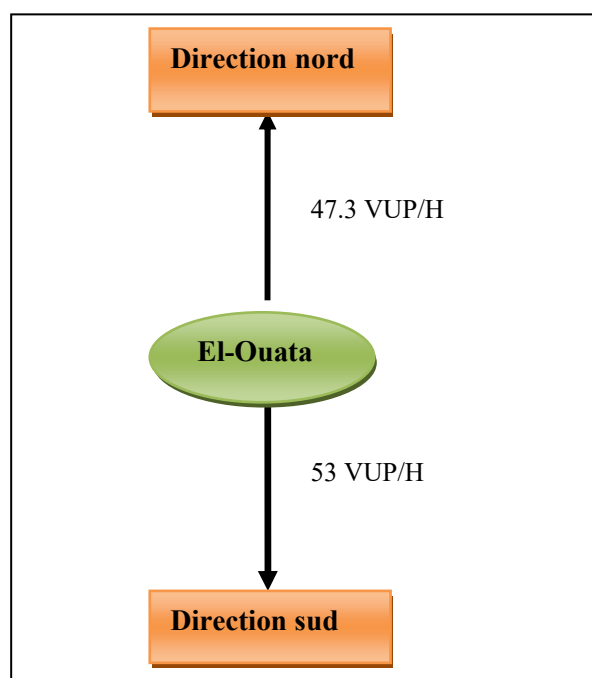 Direction nord
47.3 VUP/H
El-Ouata
53 VUP/H
Direction sud